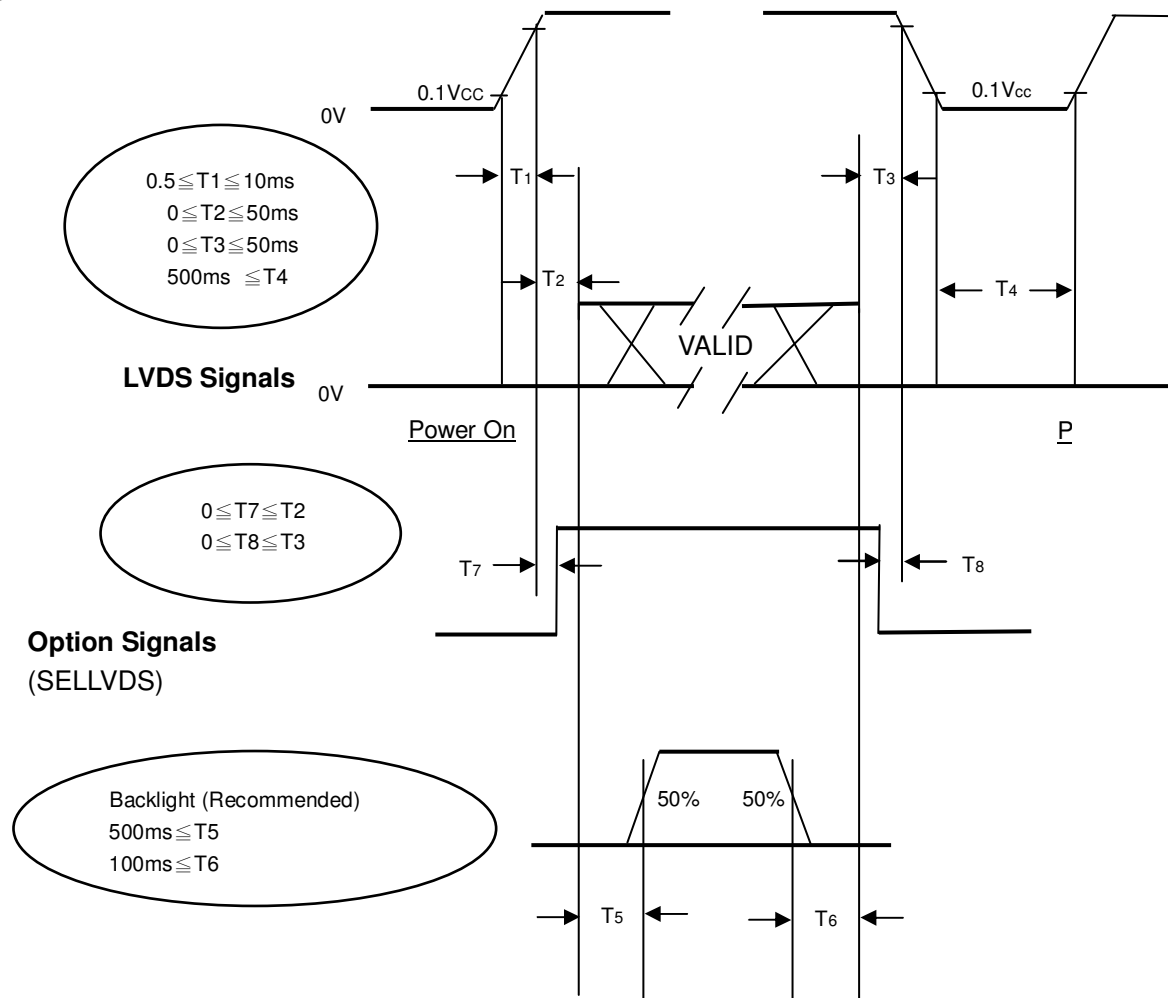 0.1VCC
0.1Vcc
0V
0.5≦T1≦10ms
0≦T2≦50ms
0≦T3≦50ms
500ms ≦T4
T1
T3
T2
T4
VALID
LVDS Signals
0V
Power On
P
0≦T7≦T2
0≦T8≦T3
T7
T8
Option Signals
(SELLVDS)
Backlight (Recommended)
500ms≦T5
100ms≦T6
50%
50%
T5
T6